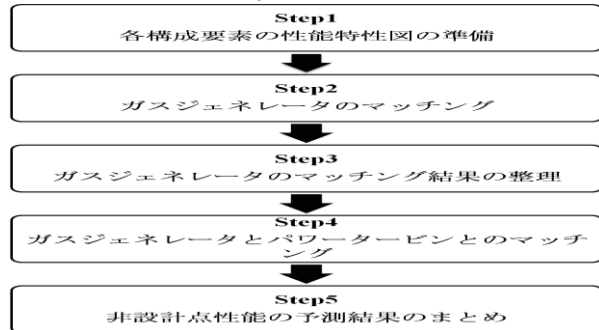 Step1
各構成要素の性能特性図の準備
Step2
ガスジェネレータのマッチング
Step3
ガスジェネレータのマッチング結果の整理
Step4
ガスジェネレータとパワータービンとのマッチ
ング
Step5
非設計点性能の予測結果のまとめ